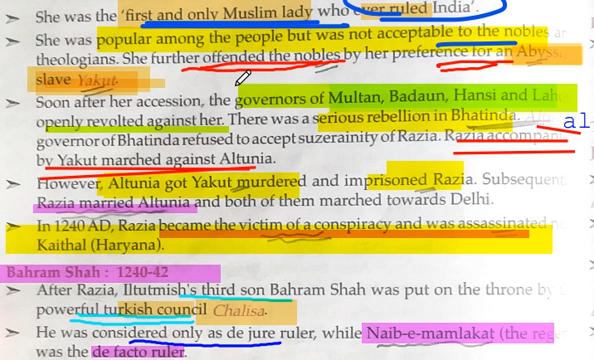 ➢ She was the 'first and only Muslim lady who ever ruled India'.
➢ She was popular among the people but was not acceptable to the nobles
theologians. She further offended the nobles by her preference for an Abyss
slave Yakut.
➢ Soon after her accession, the governors of Multan, Badaun, Hansi and Lah
openly revolted against her. There was a serious rebellion in Bhatinda.
al
governor of Bhatinda refused to accept suzerainity of Razia. Razia accompan
by Yakut marched against Altunia.
➢ However, Altunia got Yakut murdered and imprisoned Razia. Subsequent
Razia married Altunia and both of them marched towards Delhi.
➢ In 1240 AD, Razia became the victim of a conspiracy and was assassinated
Kaithal (Haryana).
Bahram Shah : 1240-42
➢ After Razia, Iltutmish's third son Bahram Shah was put on the throne by
powerful turkish council Chalisa.
➢ He was considered only as de jure ruler, while Naib-e-mamlakat (the reg
was the de facto ruler.